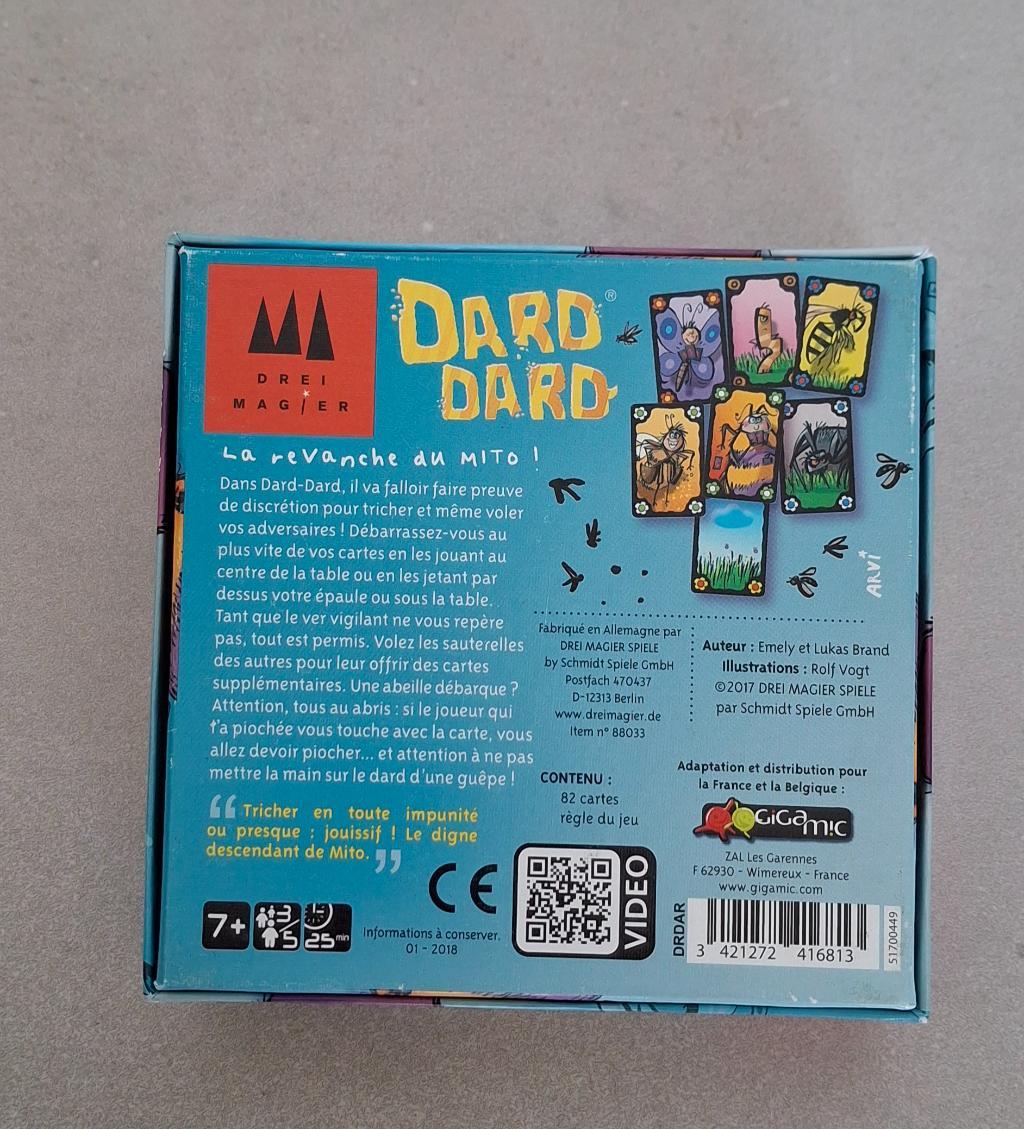 DREI
MAGIER
DARD®
DARD
La revanche du MITO !
Dans Dard-Dard, il va falloir faire preuve
de discrétion pour tricher et même voler
vos adversaires ! Débarrassez-vous au
plus vite de vos cartes en les jouant au
centre de la table ou en les jetant par
dessus votre épaule ou sous la table.
Tant que le ver vigilant ne vous repère
pas, tout est permis. Volez les sauterelles
des autres pour leur offrir des cartes
supplémentaires. Une abeille débarque ?
Attention, tous au abris : si le joueur qui
t'a piochée vous touche avec la carte, vous
allez devoir piocher... et attention à ne pas
mettre la main sur le dard d'une guêpe !
“ Tricher en toute impunité
ou presque : jouissif ! Le digne
descendant de Mito. ”
7+
3/5
15
25 min
Informations à conserver.
01 - 2018
CE
ARVi
Fabriqué en Allemagne par
DREI MAGIER SPIELE
by Schmidt Spiele GmbH
Postfach 470437
D-12313 Berlin
www.dreimagier.de
Item n° 88033
Auteur : Emely et Lukas Brand
Illustrations : Rolf Vogt
©2017 DREI MAGIER SPIELE
par Schmidt Spiele GmbH
CONTENU :
82 cartes
règle du jeu
Adaptation et distribution pour
la France et la Belgique :
GiGamic
ZAL Les Garennes
F 62930 - Wimereux - France
www.gigamic.com
VIDEO
DRDAR
3 421272 416813
51700449